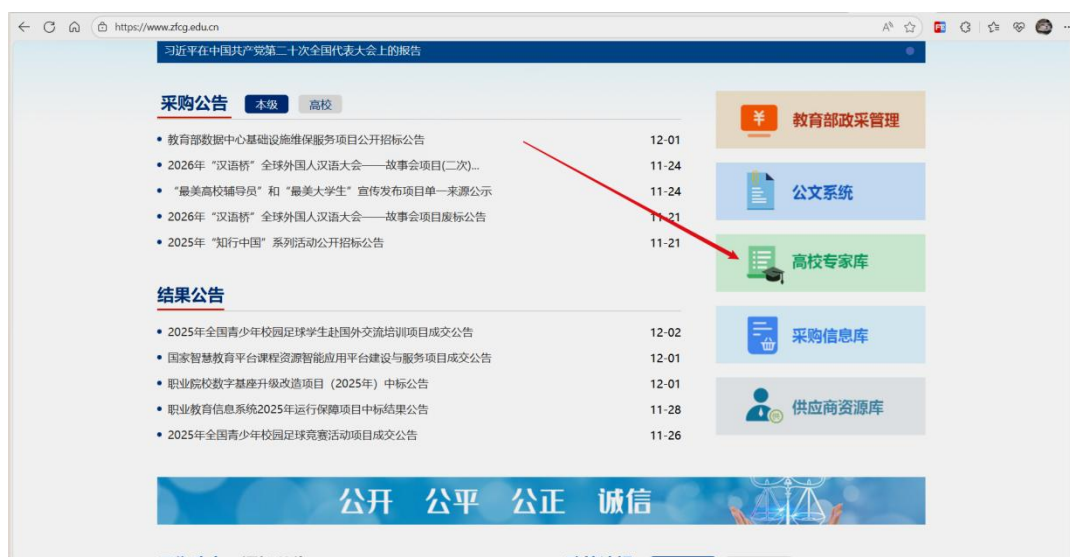 https://www.zfcg.edu.cn
习近平在中国共产党第二十次全国代表大会上的报告
采购公告 本级 高校
教育部数据中心基础设施维保服务项目公开招标公告 12-01
2026年“汉语桥”全球外国人汉语大会——故事会项目(二次)... 11-24
“最美高校辅导员”和“最美大学生”宣传发布项目单一来源公示 11-24
2026年“汉语桥”全球外国人汉语大会——故事会项目废标公告 11-21
2025年“知行中国”系列活动公开招标公告 11-21
结果公告
2025年全国青少年校园足球学生赴国外交流培训项目成交公告 12-02
国家智慧教育平台课程资源智能应用平台建设与服务项目成交公告 12-01
职业院校数字基座升级改造项目（2025年）中标公告 12-01
职业教育信息系统2025年运行保障项目中标结果公告 11-28
2025年全国青少年校园足球竞赛活动项目成交公告 11-26
教育部政采管理
公文系统
高校专家库
采购信息库
供应商资源库
公开 公平 公正 诚信